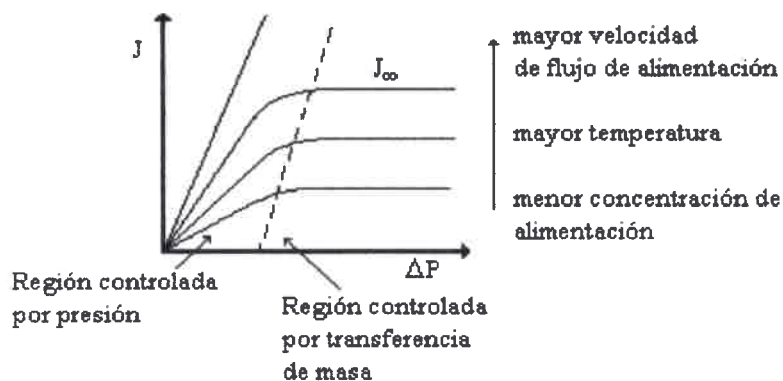 J
J∞
mayor velocidad
de flujo de alimentación
mayor temperatura
menor concentración de
alimentación
ΔP
Región controlada
por presión
Región controlada
por transferencia
de masa